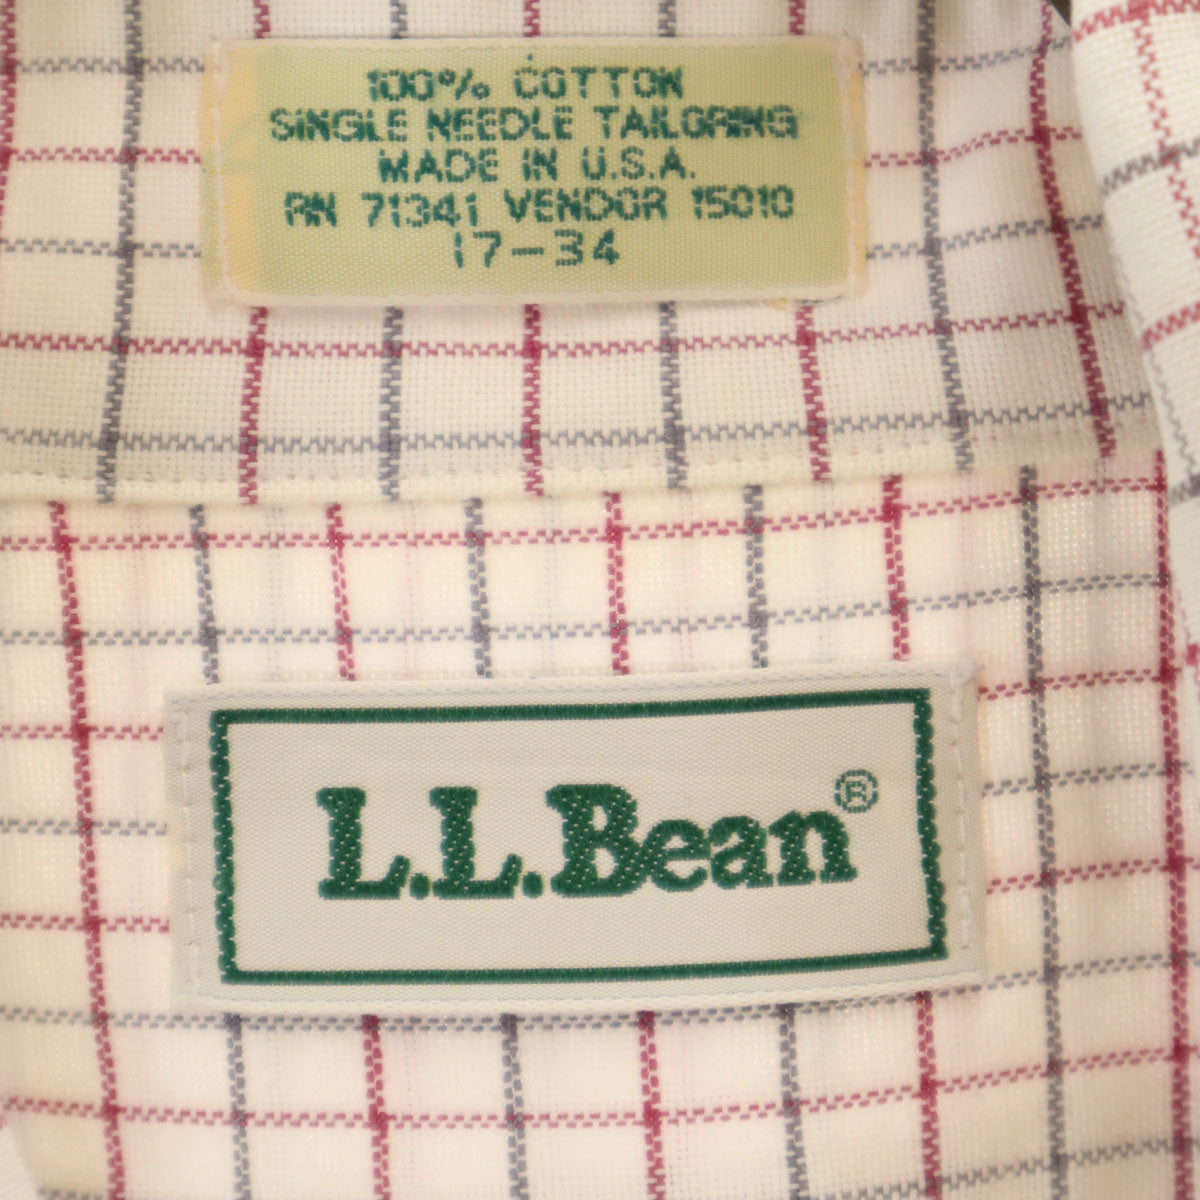 100% COTTON
SINGLE NEEDLE TAILORING
MADE IN U.S.A.
RN 71341 VENDOR 15010
17-34
L.L.Bean®